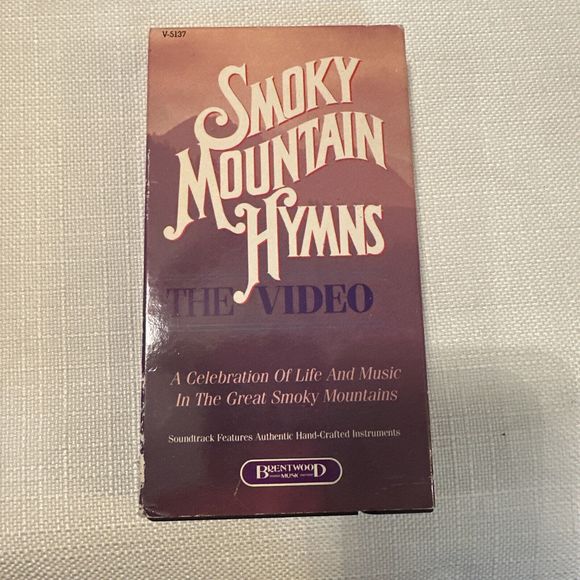 V-5137
SMOKY
MOUNTAIN
HYMNS
THE VIDEO
A Celebration Of Life And Music
In The Great Smoky Mountains
Soundtrack Features Authentic Hand-Crafted Instruments
BRENTWOOD
MUSIC